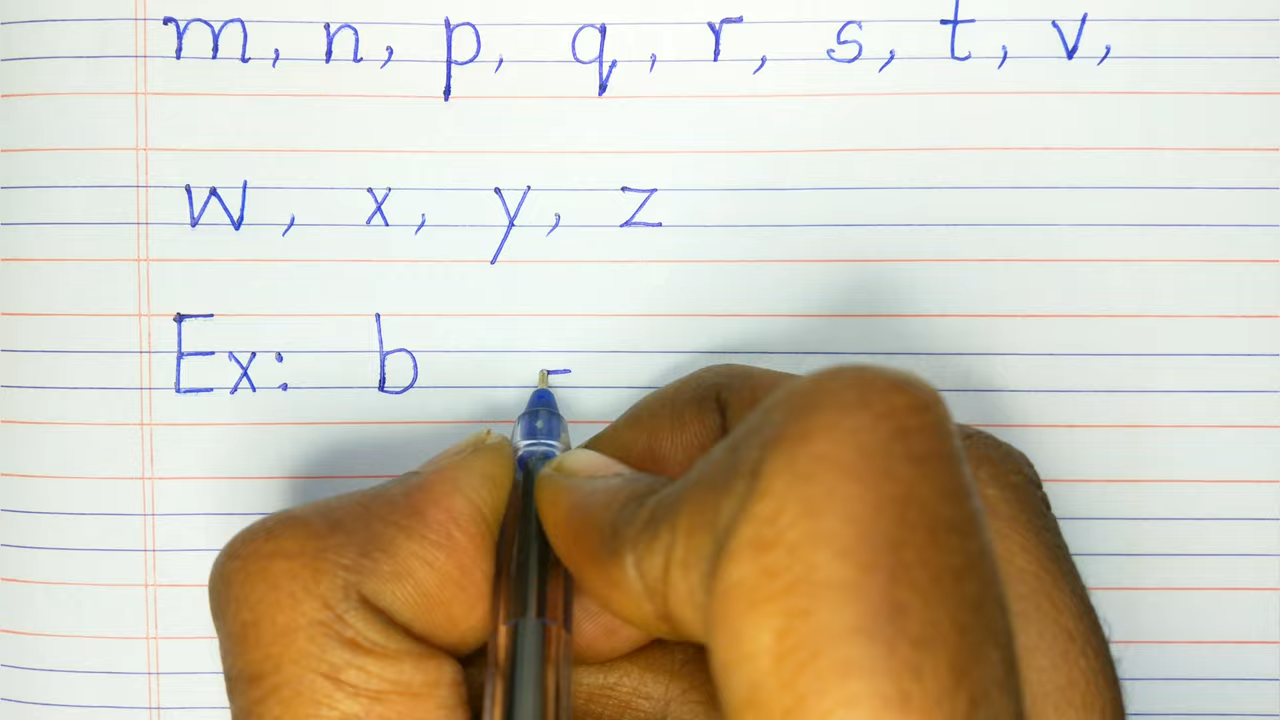 m, n, p, q, r, s, t, v,
w, x, y, z
Ex: b -